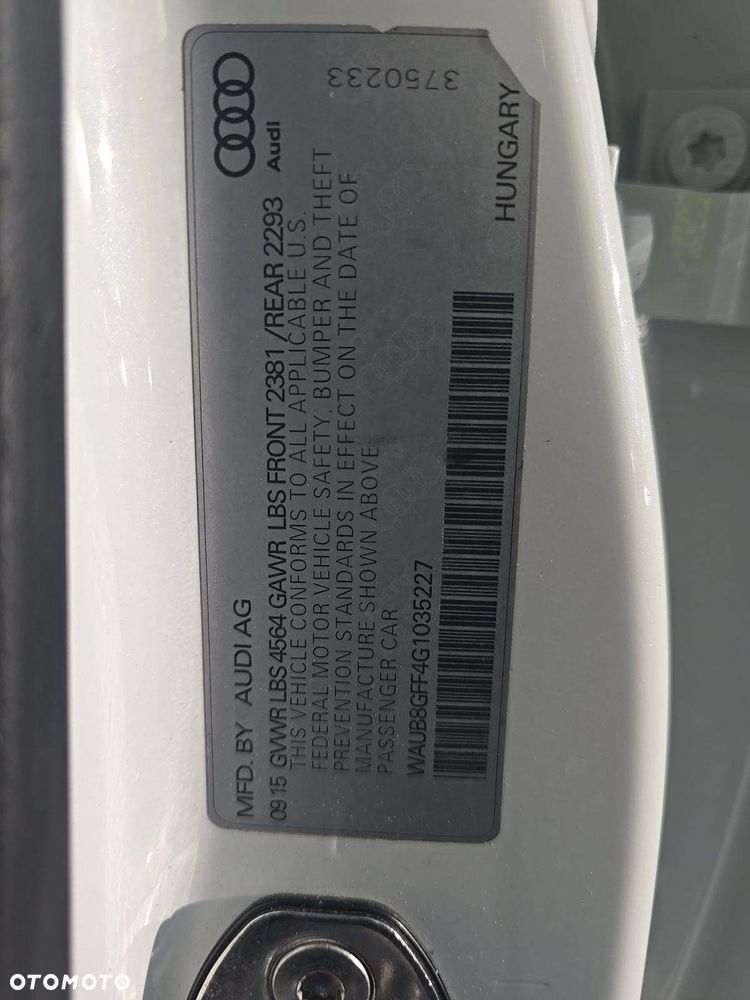 MFD. BY AUDI AG
Audi
0915 GVWR LBS 4564 GAWR LBS FRONT 2381 /REAR 2293
THIS VEHICLE CONFORMS TO ALL APPLICABLE U.S.
FEDERAL MOTOR VEHICLE SAFETY, BUMPER AND THEFT
PREVENTION STANDARDS IN EFFECT ON THE DATE OF
MANUFACTURE SHOWN ABOVE
PASSENGER CAR
WAUB8GFF4G1035227
3750233
HUNGARY
OTOMOTO